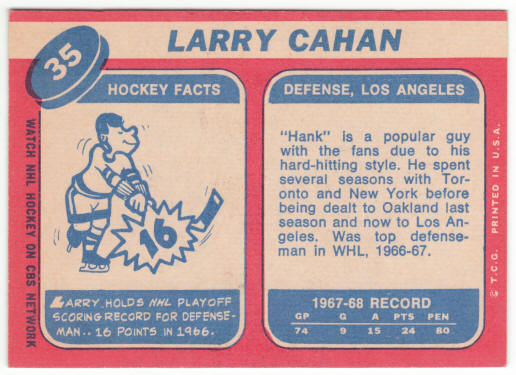 35
LARRY CAHAN
HOCKEY FACTS
16
LARRY..HOLDS NHL PLAYOFF
SCORING RECORD FOR DEFENSE-
MAN.. 16 POINTS IN 1966.
DEFENSE, LOS ANGELES
"Hank" is a popular guy
with the fans due to his
hard-hitting style. He spent
several seasons with Tor-
onto and New York before
being dealt to Oakland last
season and now to Los An-
geles. Was top defense-
man in WHL, 1966-67.
1967-68 RECORD
GP G A PTS PEN
74 9 15 24 80
WATCH NHL HOCKEY ON CBS NETWORK
© T.C.G. PRINTED IN U.S.A.